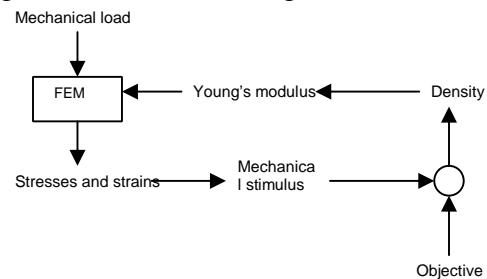 Mechanical load
FEM
Young's modulus
Density
Stresses and strains
Mechanica
l stimulus
Objective